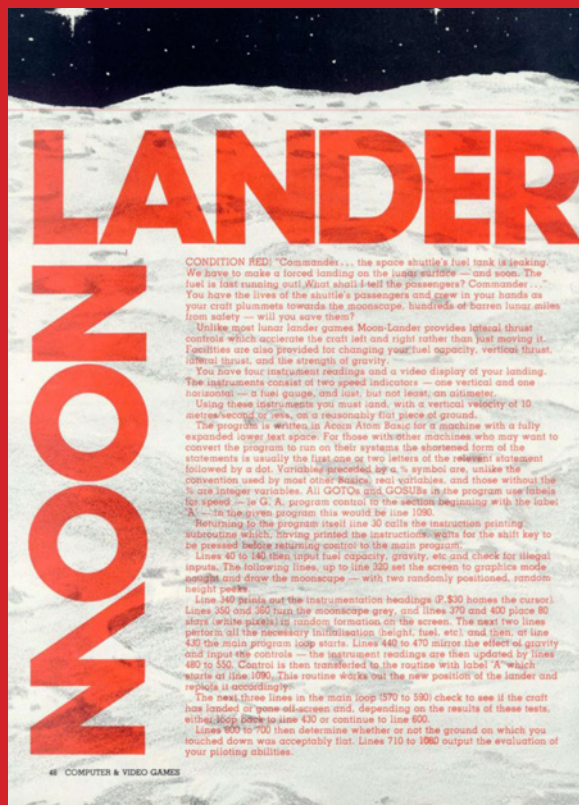 LANDER
MOON
CONDITION RED! "Commander... the space shuttle's fuel tank is leaking.
We have to make a forced landing on the lunar surface — and soon. The
fuel is fast running out! What shall I tell the passengers? Commander..."
You have the lives of the shuttle's passengers and crew in your hands as
your craft plummets towards the moonscape, hundreds of barren lunar miles
from safety — will you save them?
Unlike most lunar lander games Moon-Lander provides lateral thrust
controls which acclerate the craft left and right rather than just moving it.
Facilities are also provided for changing your fuel capacity, vertical thrust,
lateral thrust, and the strength of gravity.
You have four instrument readings and a video display of your landing.
The instruments consist of two speed indicators — one vertical and one
horizontal — a fuel gauge, and last, but not least, an altimeter.
Using these instruments you must land, with a vertical velocity of 10
metres/second or less, on a reasonably flat piece of ground.
The program is written in Acorn Atom Basic for a machine with a fully
expanded lower text space. For those with other machines who may want to
convert the program to run on their systems the shortened form of the
statements is usually the first one or two letters of the relevant statement
followed by a dot. Variables preceded by a % symbol are, unlike the
convention used by most other Basics, real variables, and those without the
% are integer variables. All GOTOs and GOSUBs in the program use labels
for speed — ie G. A, program control to the section beginning with the label
'A' — in the given program this would be line 1090.
Returning to the program itself line 30 calls the instruction printing
subroutine which, having printed the instructions, waits for the shift key to
be pressed before returning control to the main program.
Lines 40 to 140 then input fuel capacity, gravity, etc and check for illegal
inputs. The following lines, up to line 320 set the screen to graphics mode
nought and draw the moonscape — with two randomly positioned, random
height peaks.
Line 340 prints out the instrumentation headings (P.$30 homes the cursor).
Lines 350 and 360 turn the moonscape grey, and lines 370 and 400 place 80
stars (white pixels) in random formation on the screen. The next two lines
perform all the necessary initialisation (height, fuel, etc), and then, at line
430 the main program loop starts. Lines 440 to 470 mirror the effect of gravity
and input the controls — the instrument readings are then updated by lines
480 to 550. Control is then transferred to the routine with label 'A' which
starts at line 1090. This routine works out the new position of the lander and
replots it accordingly.
The next three lines in the main loop (570 to 590) check to see if the craft
has landed or gone off-screen and, depending on the results of these tests,
either loop back to line 430 or continue to line 600.
Lines 600 to 700 then determine whether or not the ground on which you
touched down was acceptably flat. Lines 710 to 1080 output the evaluation of
your piloting abilities.
48 COMPUTER & VIDEO GAMES